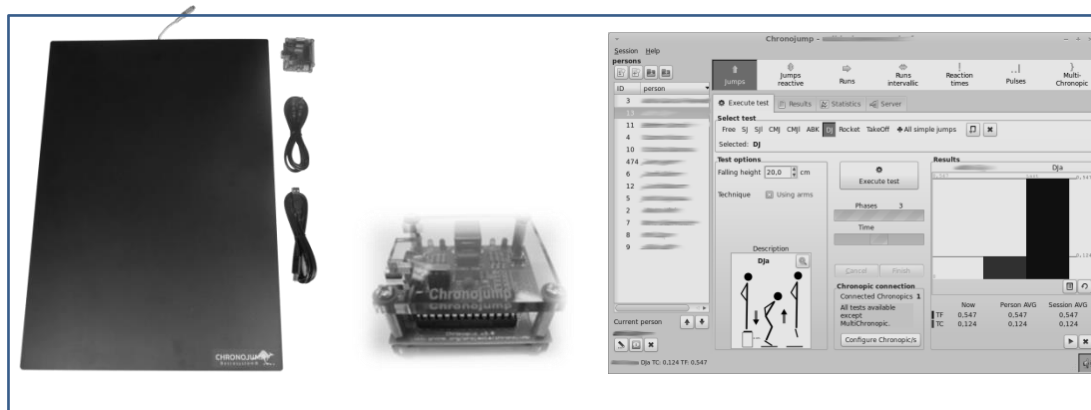 CHRONOJUMP
Chronojump
Chronojump -
Session Help
persons
ID person
3
13
11
4
10
474
6
12
5
2
7
8
9
Current person
Jumps
Jumps reactive
Runs
Runs intervallic
Reaction times
Pulses
Multi-Chronopic
Execute test Results Statistics Server
Select test
Free SJ SJl CMJ CMJl ABK DJ Rocket TakeOff All simple jumps
Selected: DJ
Test options
Falling height 20,0 cm
Technique Using arms
Description
DJa
Execute test
Phases 3
Time
Cancel Finish
Chronopic connection
Connected Chronopics 1
All tests available
except
MultiChronopic.
Configure Chronopic/s
Results
DJa
Now Person AVG Session AVG
TF 0,547 0,547 0,547
TC 0,124 0,124 0,124
DJa TC: 0,124 TF: 0,547